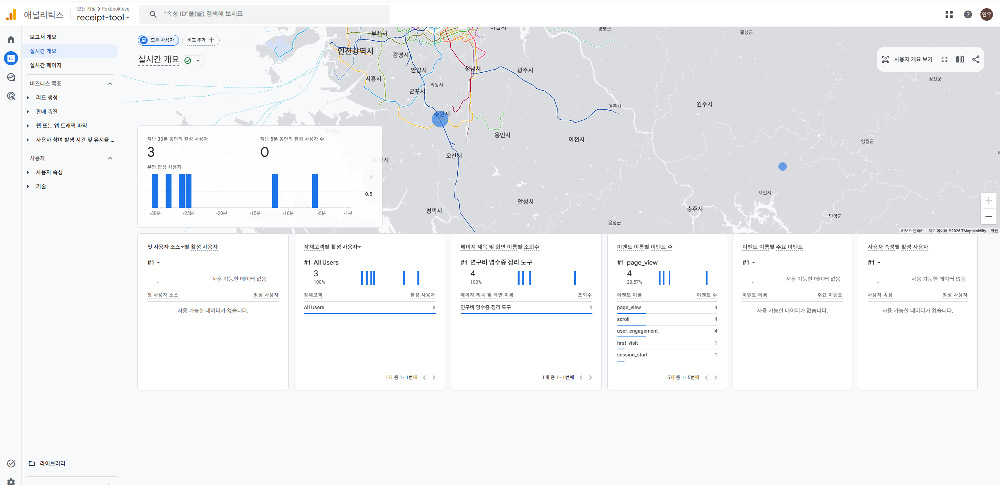 애널리틱스
모든 계정 > Foxbooklove
receipt-tool
"속성 ID"을(를) 검색해 보세요
연우
보고서 개요
실시간 개요
실시간 페이지
비즈니스 목표
리드 생성
판매 촉진
웹 또는 앱 트래픽 파악
사용자 참여 발생 시간 및 유지율 ...
사용자
사용자 속성
기술
라이브러리
모 모든 사용자
비교 추가
실시간 개요
사용자 개요 보기
부천시
하남시
양평군
횡성군
인천광역시
광명시
안양시
성남시
광주시
시흥시
의왕시
정선군
군포시
여주시
원주시
수원시
안산시
용인시
이천시
영월군
오산시
화성시
제천시
안성시
충주시
평택시
단양군
음성군
키보드 단축키
지도 데이터 ©2026 TMap Mobility
약관
지난 30분 동안의 활성 사용자
3
지난 5분 동안의 활성 사용자 수
0
분당 활성 사용자
1
0.5
-30분
-25분
-20분
-15분
-10분
-5분
-1분
첫 사용자 소스별 활성 사용자
#1 -
-
사용 가능한 데이터 없음
첫 사용자 소스
활성 사용자
사용 가능한 데이터가 없습니다.
잠재고객별 활성 사용자
#1 All Users
3
100%
잠재고객
활성 사용자
All Users
3
1개 중 1~1번째
페이지 제목 및 화면 이름별 조회수
#1 연구비 영수증 정리 도구
4
100%
페이지 제목 및 화면 이름
조회수
연구비 영수증 정리 도구
4
1개 중 1~1번째
이벤트 이름별 이벤트 수
#1 page_view
4
28.57%
이벤트 이름
이벤트 수
page_view
4
scroll
4
user_engagement
4
first_visit
1
session_start
1
5개 중 1~5번째
이벤트 이름별 주요 이벤트
#1 -
-
사용 가능한 데이터 없음
이벤트 이름
주요 이벤트
사용 가능한 데이터가 없습니다.
사용자 속성별 활성 사용자
#1 -
-
사용 가능한 데이터 없음
사용자 속성
활성 사용자
사용 가능한 데이터가 없습니다.